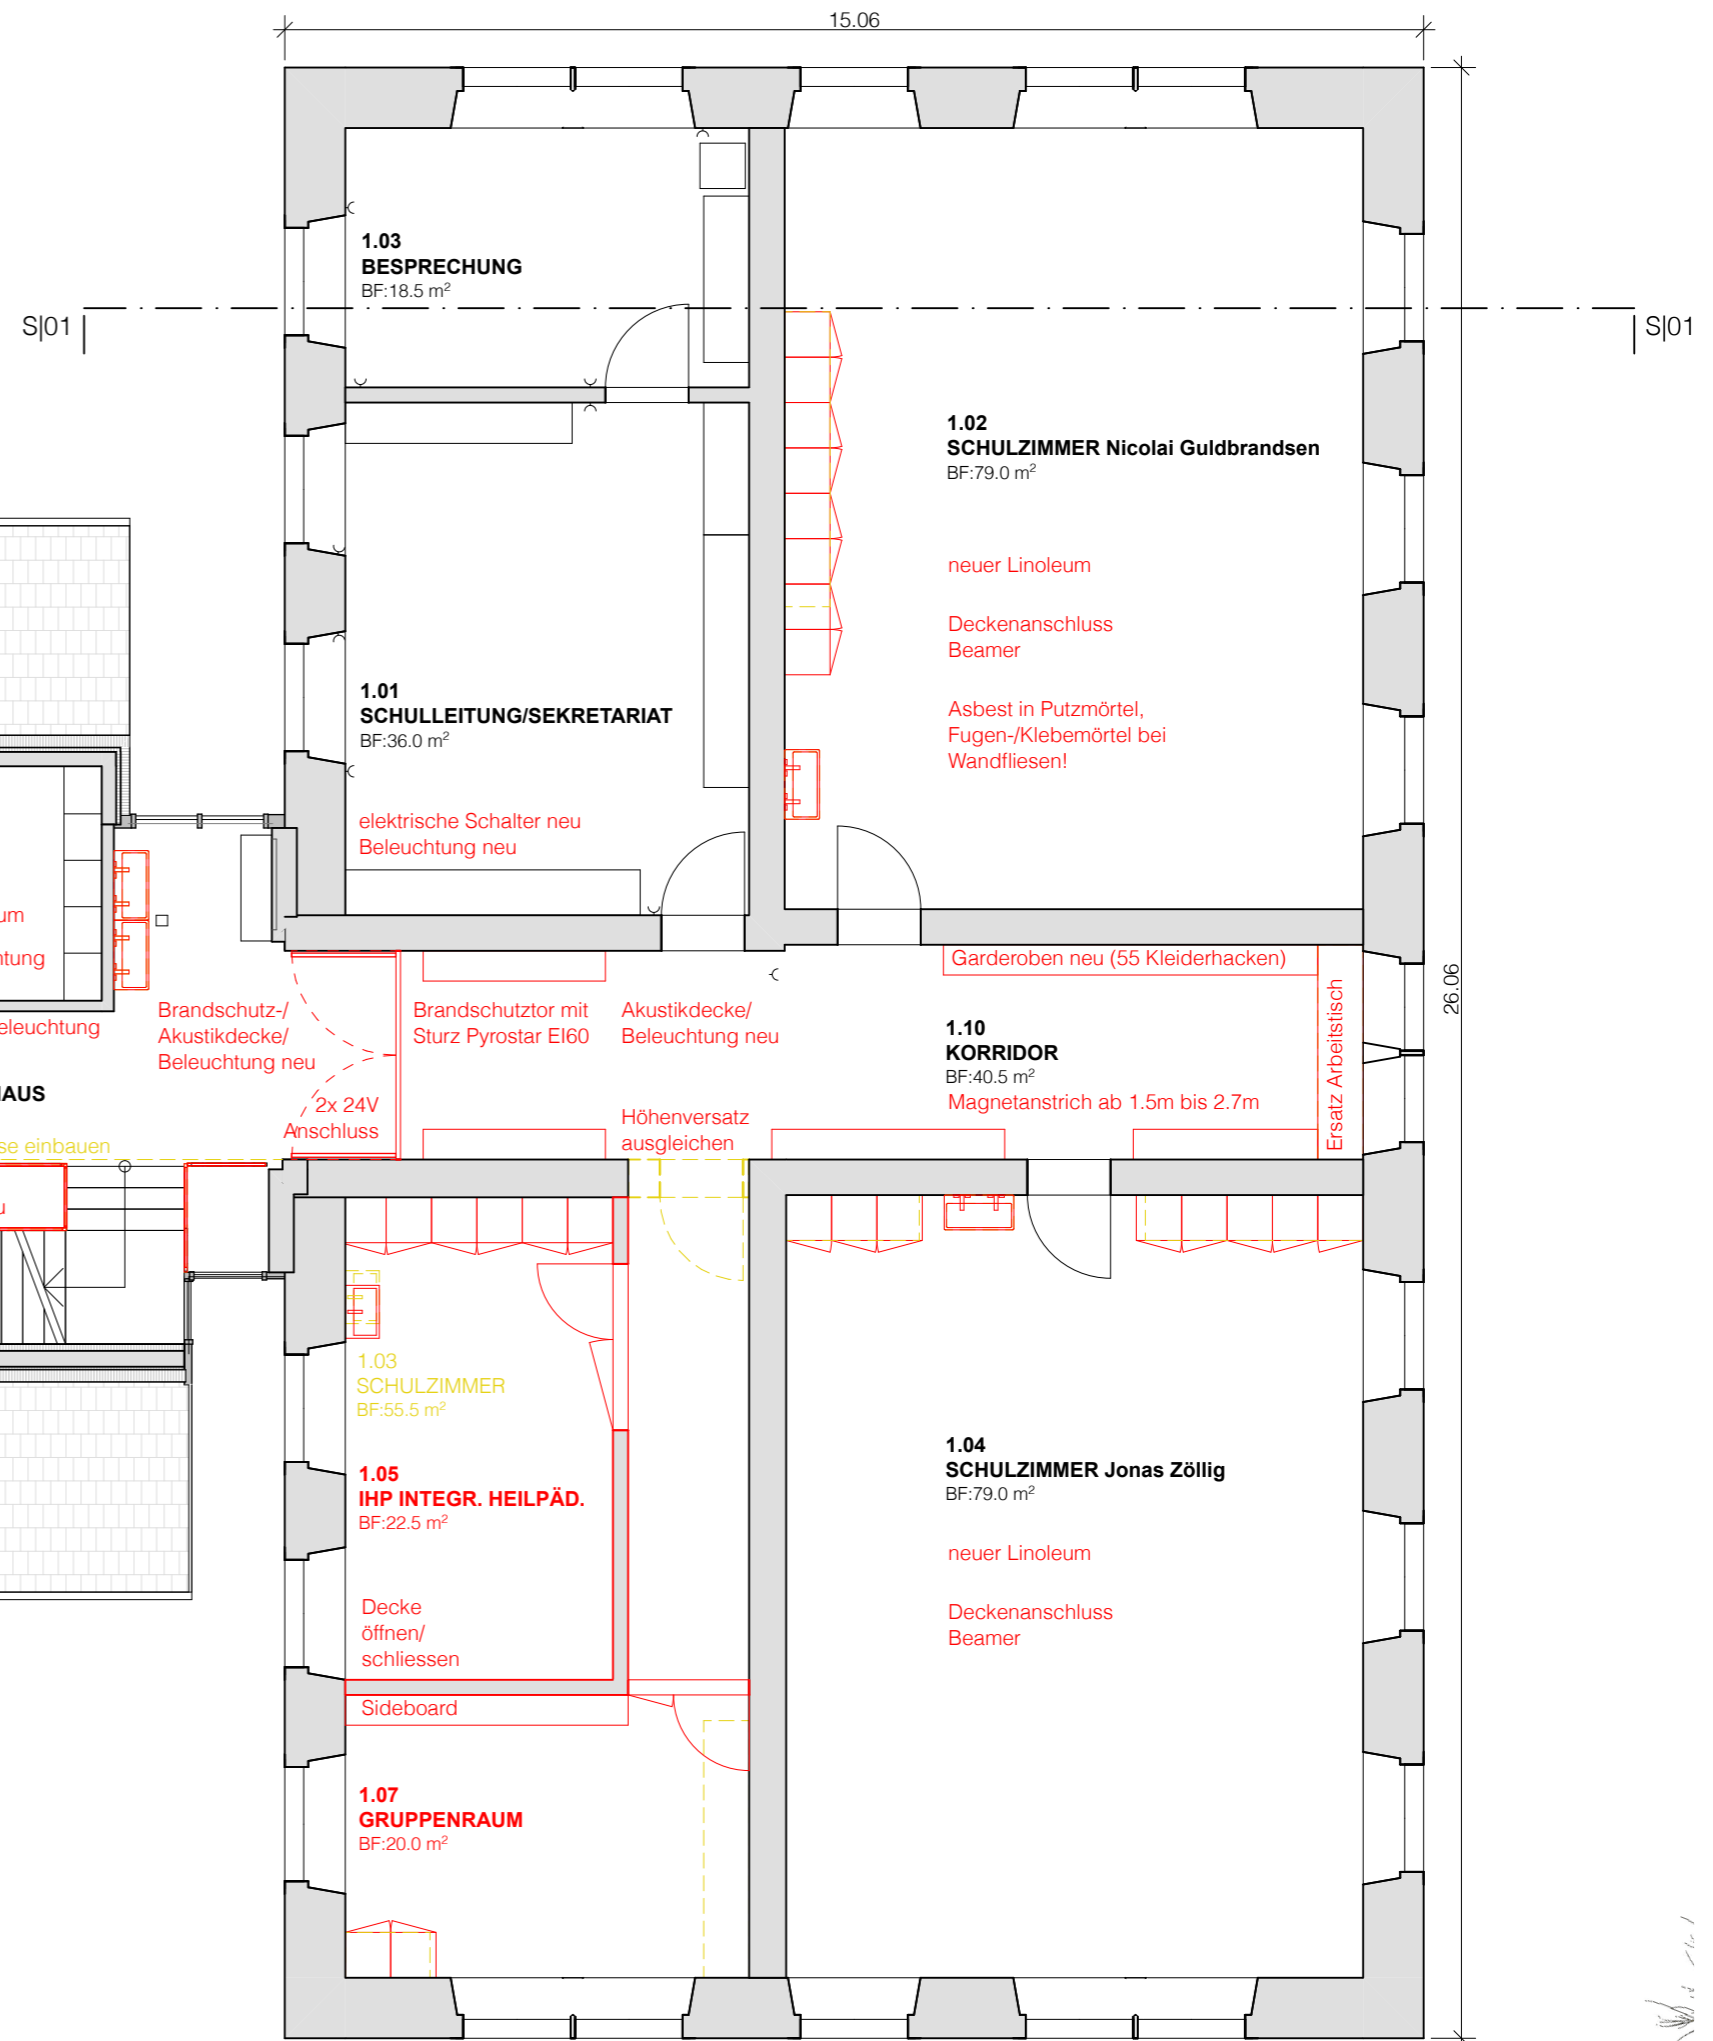 15.06
1.03
BESPRECHUNG
BF:18.5 m²
S|01
S|01
1.02
SCHULZIMMER Nicolai Guldbrandsen
BF:79.0 m²
neuer Linoleum
Deckenanschluss
Beamer
Asbest in Putzmörtel,
Fugen-/Klebemörtel bei
Wandfliesen!
1.01
SCHULLEITUNG/SEKRETARIAT
BF:36.0 m²
elektrische Schalter neu
Beleuchtung neu
um
htung
eleuchtung
Brandschutz-/
Akustikdecke/
Beleuchtung neu
Brandschutztor mit
Sturz Pyrostar EI60
Akustikdecke/
Beleuchtung neu
Garderoben neu (55 Kleiderhacken)
1.10
KORRIDOR
BF:40.5 m²
Magnetanstrich ab 1.5m bis 2.7m
Ersatz Arbeitstisch
26.06
HAUS
2x 24V
Anschluss
Höhenversatz
ausgleichen
se einbauen
u
1.03
SCHULZIMMER
BF:55.5 m²
1.05
IHP INTEGR. HEILPÄD.
BF:22.5 m²
Decke
öffnen/
schliessen
Sideboard
1.07
GRUPPENRAUM
BF:20.0 m²
1.04
SCHULZIMMER Jonas Zöllig
BF:79.0 m²
neuer Linoleum
Deckenanschluss
Beamer